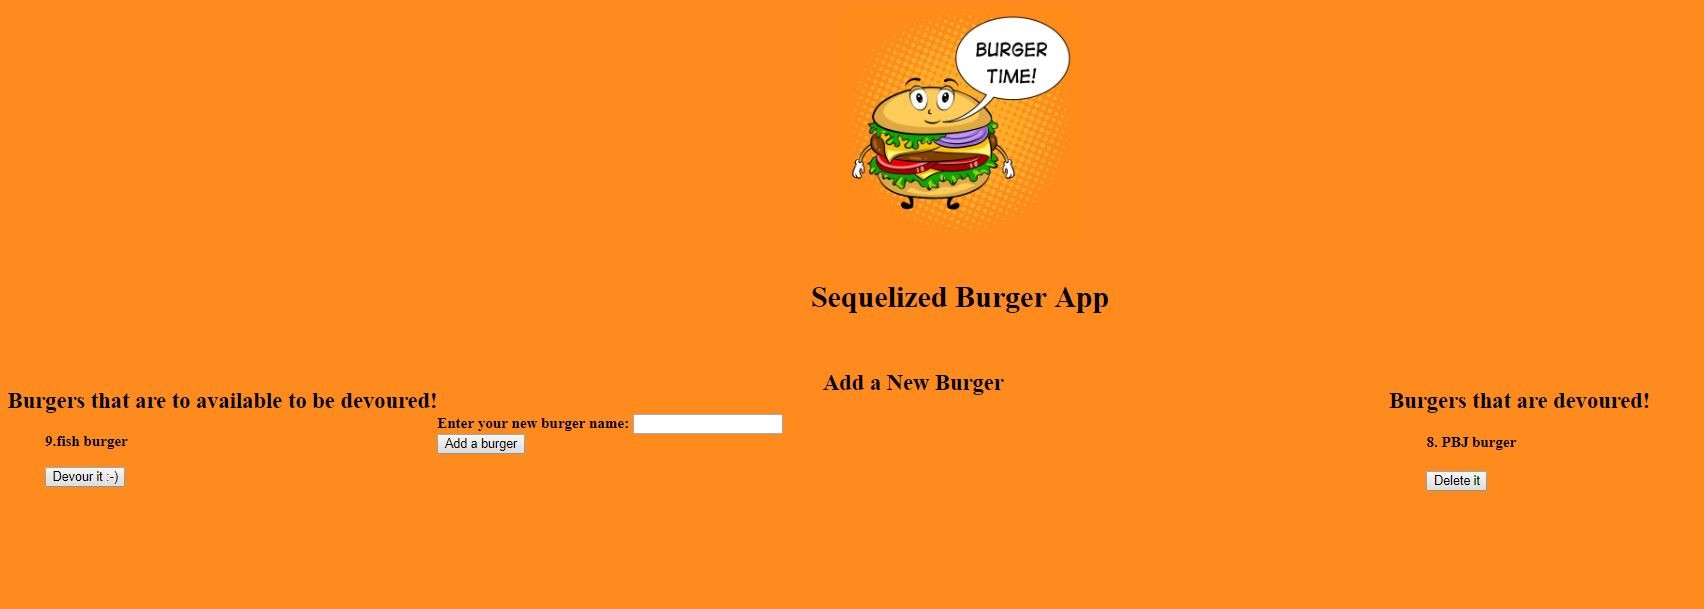 BURGER
TIME!
Sequelized Burger App
Burgers that are to available to be devoured!
9.fish burger
Devour it :-)
Add a New Burger
Enter your new burger name:
Add a burger
Burgers that are devoured!
8. PBJ burger
Delete it